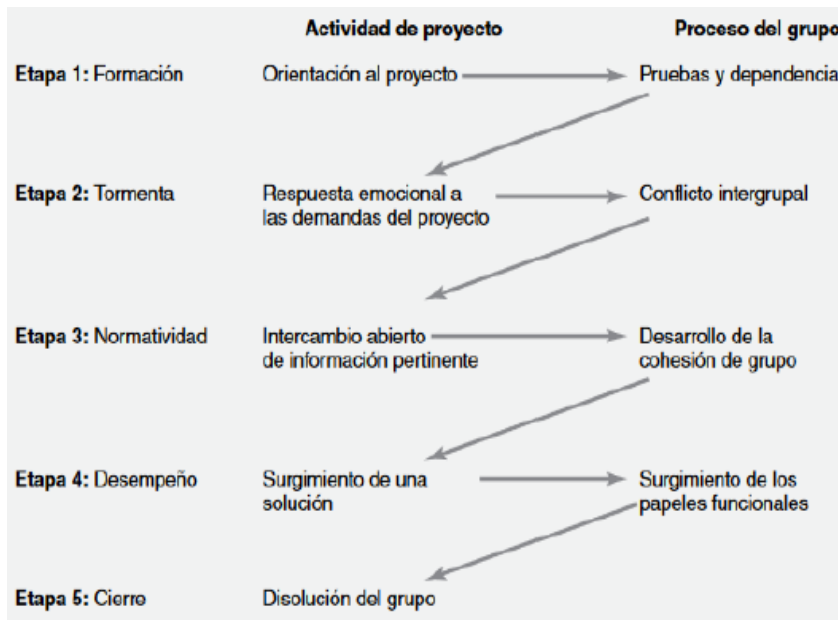 Actividad de proyecto Proceso del grupo
Etapa 1: Formación Orientación al proyecto Pruebas y dependencia
Etapa 2: Tormenta Respuesta emocional a Conflicto intergrupal
las demandas del proyecto
Etapa 3: Normatividad Intercambio abierto Desarrollo de la
de información pertinente cohesión de grupo
Etapa 4: Desempeño Surgimiento de una Surgimiento de los
solución papeles funcionales
Etapa 5: Cierre Disolución del grupo